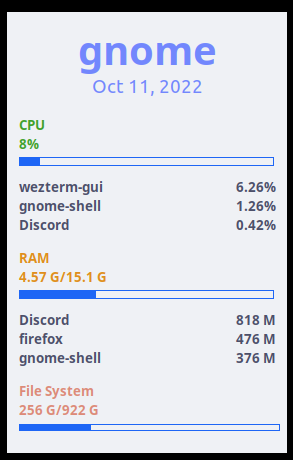 gnome
Oct 11, 2022
CPU
8%
wezterm-gui 6.26%
gnome-shell 1.26%
Discord 0.42%
RAM
4.57 G/15.1 G
Discord 818 M
firefox 476 M
gnome-shell 376 M
File System
256 G/922 G